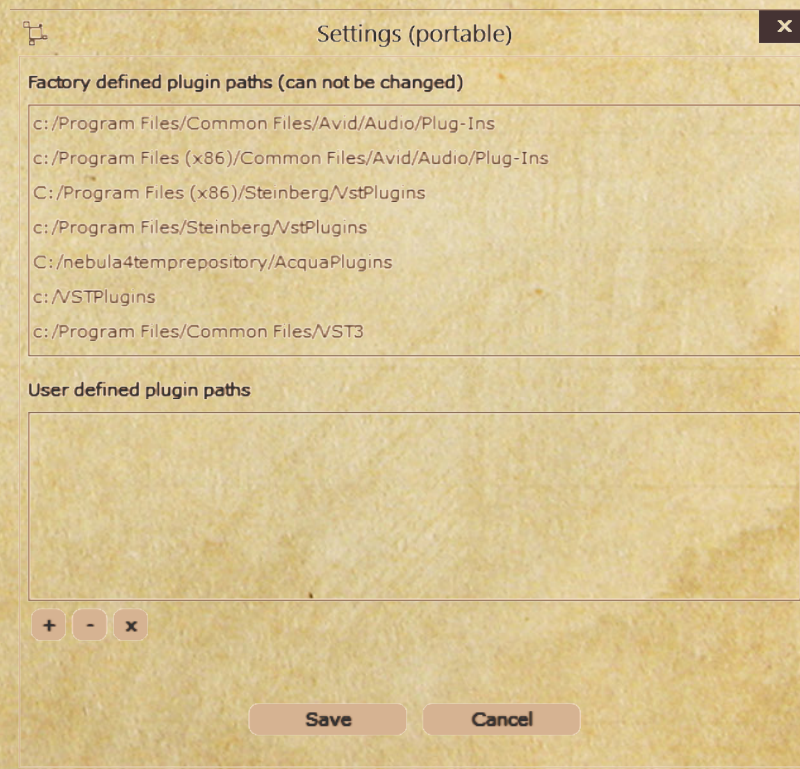 Settings (portable)
X
Factory defined plugin paths (can not be changed)
c:/Program Files/Common Files/Avid/Audio/Plug-Ins
c:/Program Files (x86)/Common Files/Avid/Audio/Plug-Ins
C:/Program Files (x86)/Steinberg/VstPlugins
c:/Program Files/Steinberg/VstPlugins
C:/nebula4temprepository/AcquaPlugins
c:/VSTPlugins
c:/Program Files/Common Files/VST3
User defined plugin paths
+ - x
Save Cancel